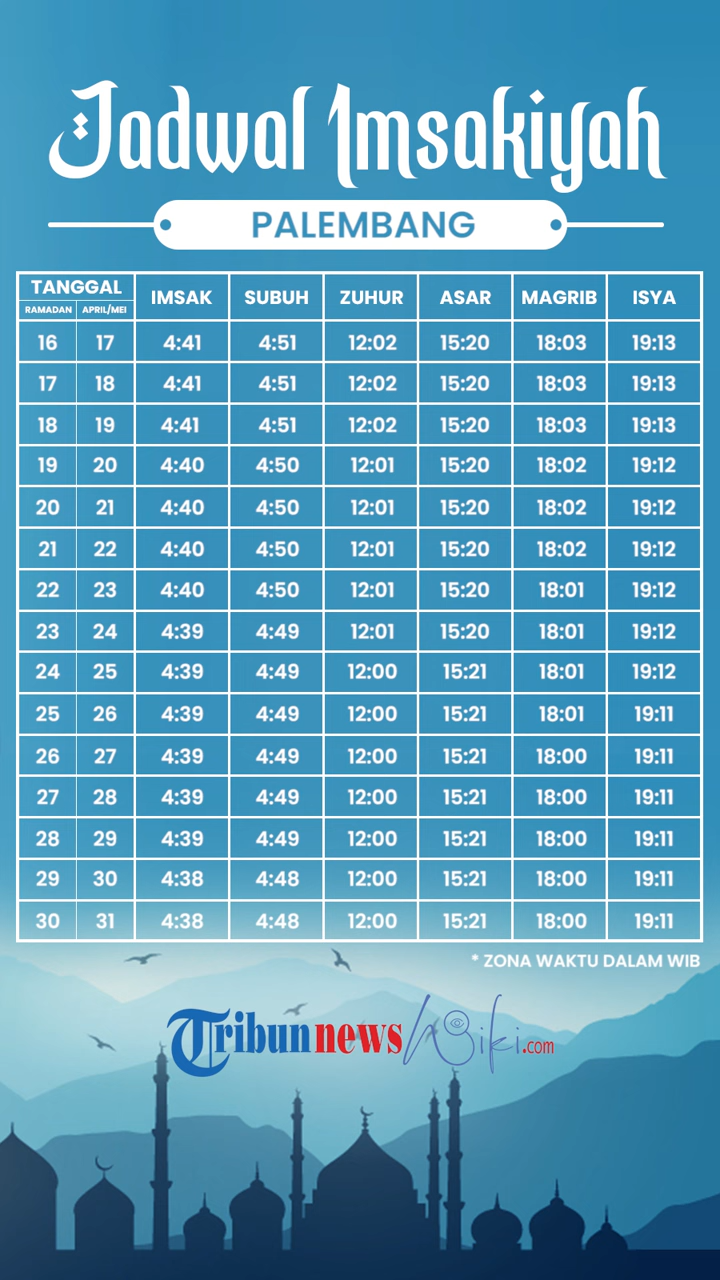 Jadwal Imsakiyah
PALEMBANG
TANGGAL IMSAK SUBUH ZUHUR ASAR MAGRIB ISYA
RAMADAN APRIL/MEI
16 17 4:41 4:51 12:02 15:20 18:03 19:13
17 18 4:41 4:51 12:02 15:20 18:03 19:13
18 19 4:41 4:51 12:02 15:20 18:03 19:13
19 20 4:40 4:50 12:01 15:20 18:02 19:12
20 21 4:40 4:50 12:01 15:20 18:02 19:12
21 22 4:40 4:50 12:01 15:20 18:02 19:12
22 23 4:40 4:50 12:01 15:20 18:01 19:12
23 24 4:39 4:49 12:01 15:20 18:01 19:12
24 25 4:39 4:49 12:00 15:21 18:01 19:12
25 26 4:39 4:49 12:00 15:21 18:01 19:11
26 27 4:39 4:49 12:00 15:21 18:00 19:11
27 28 4:39 4:49 12:00 15:21 18:00 19:11
28 29 4:39 4:49 12:00 15:21 18:00 19:11
29 30 4:38 4:48 12:00 15:21 18:00 19:11
30 31 4:38 4:48 12:00 15:21 18:00 19:11
* ZONA WAKTU DALAM WIB
TribunnewsWiki.com